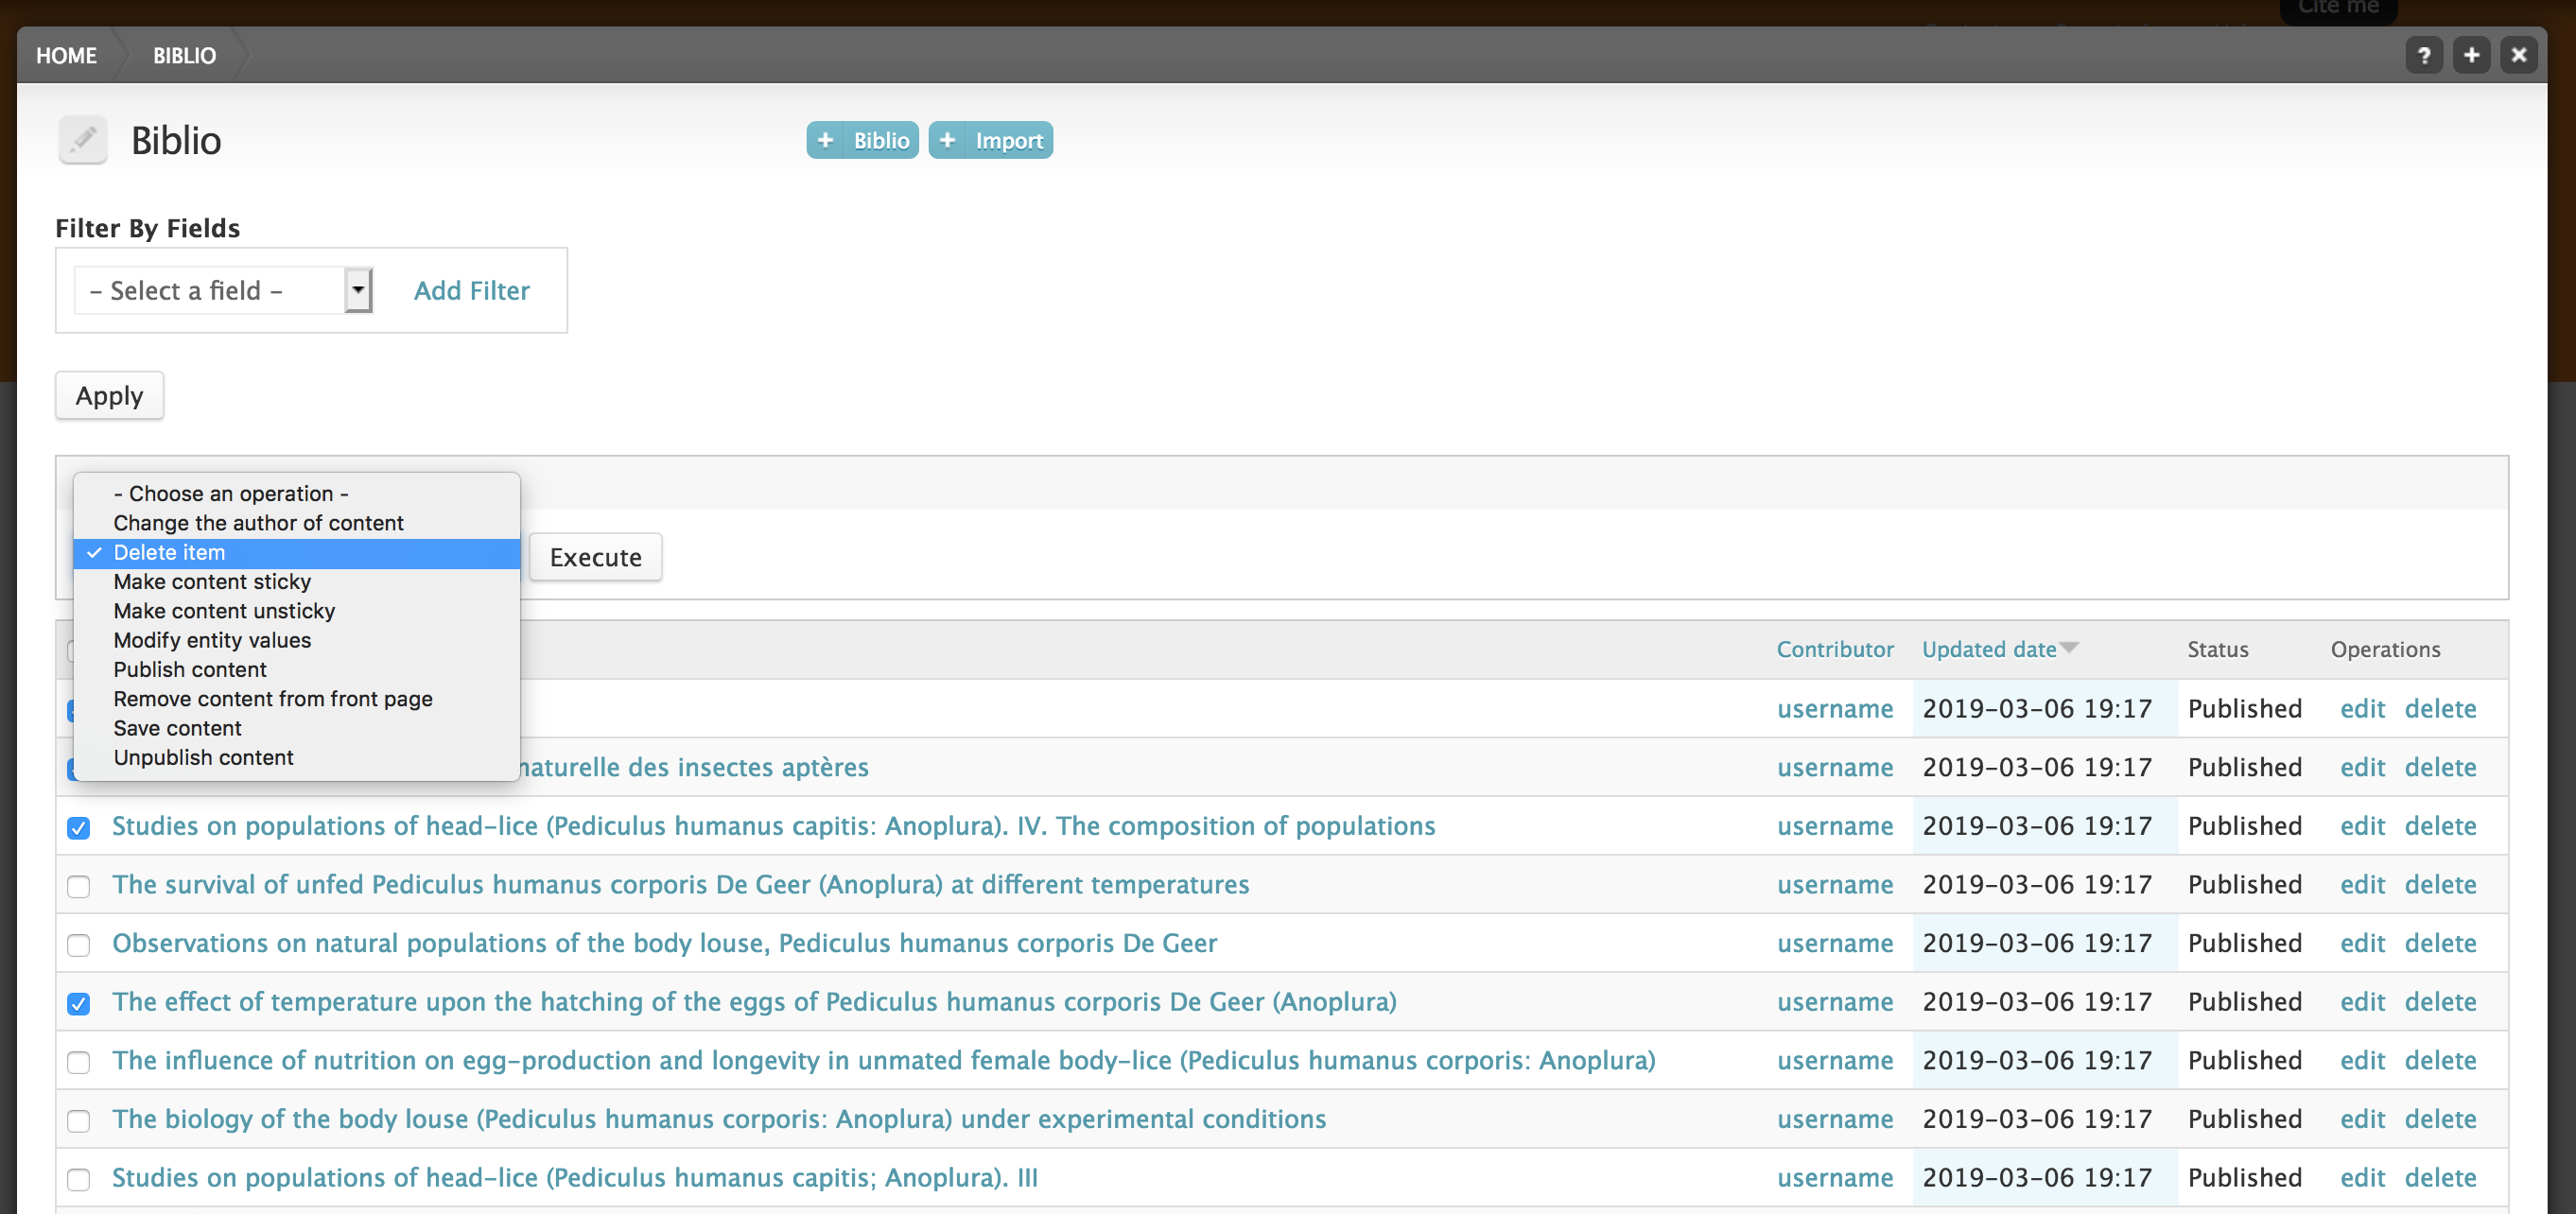 Cite me
HOME BIBLIO ? + ×
Biblio + Biblio + Import
Filter By Fields
– Select a field – Add Filter
Apply
- Choose an operation -
Change the author of content
✓ Delete item
Execute
Make content sticky
Make content unsticky
Modify entity values
Publish content
Remove content from front page
Save content
Unpublish content
Contributor Updated date Status Operations
username 2019-03-06 19:17 Published edit delete
naturelle des insectes aptères username 2019-03-06 19:17 Published edit delete
Studies on populations of head-lice (Pediculus humanus capitis: Anoplura). IV. The composition of populations username 2019-03-06 19:17 Published edit delete
The survival of unfed Pediculus humanus corporis De Geer (Anoplura) at different temperatures username 2019-03-06 19:17 Published edit delete
Observations on natural populations of the body louse, Pediculus humanus corporis De Geer username 2019-03-06 19:17 Published edit delete
The effect of temperature upon the hatching of the eggs of Pediculus humanus corporis De Geer (Anoplura) username 2019-03-06 19:17 Published edit delete
The influence of nutrition on egg-production and longevity in unmated female body-lice (Pediculus humanus corporis: Anoplura) username 2019-03-06 19:17 Published edit delete
The biology of the body louse (Pediculus humanus corporis: Anoplura) under experimental conditions username 2019-03-06 19:17 Published edit delete
Studies on populations of head-lice (Pediculus humanus capitis; Anoplura). III username 2019-03-06 19:17 Published edit delete